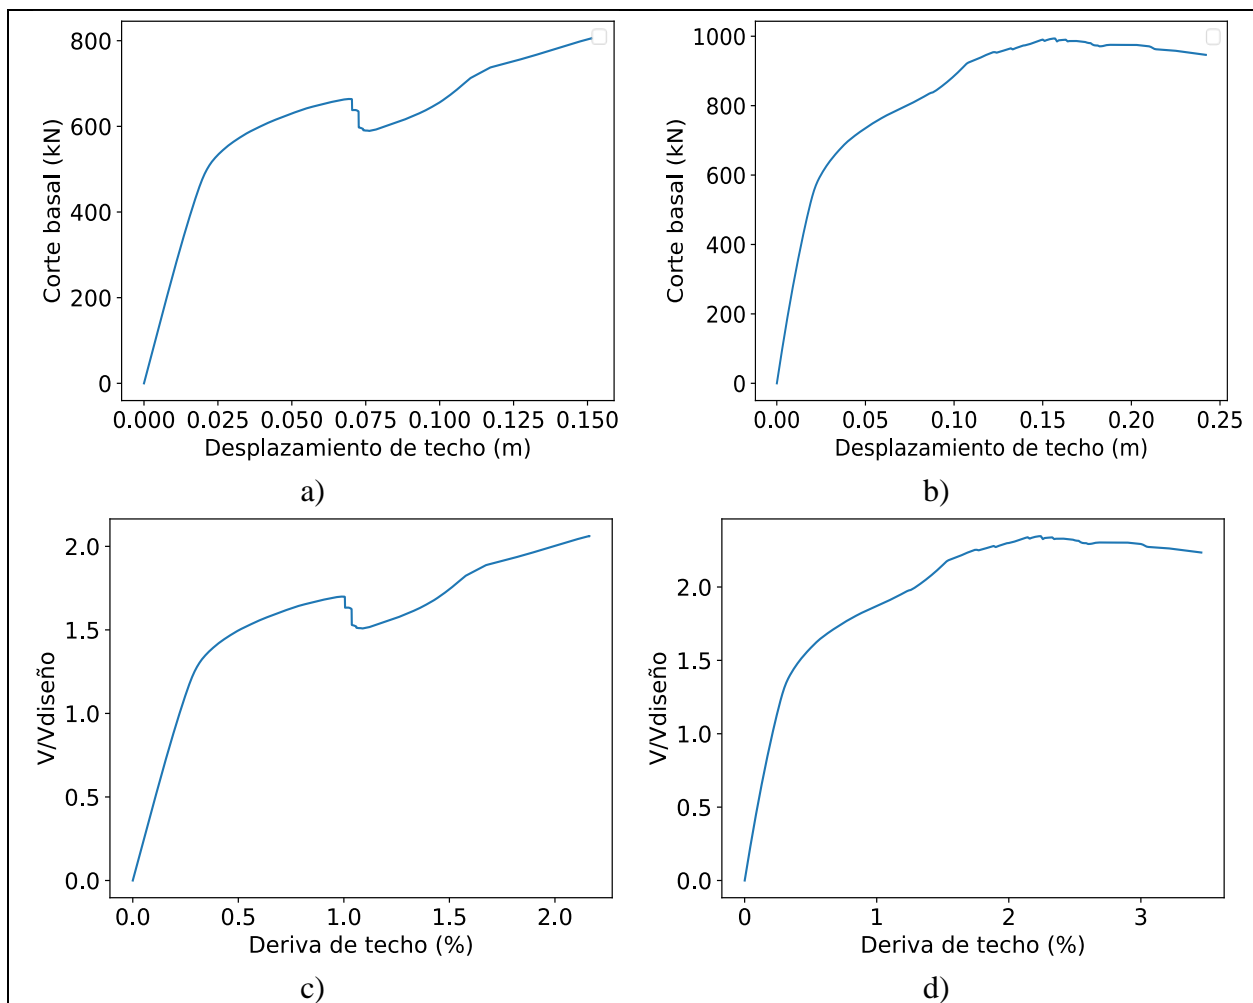 800
600
400
200
0
Corte basal (kN)
0.000 0.025 0.050 0.075 0.100 0.125 0.150
Desplazamiento de techo (m)
a)
1000
800
600
400
200
0
Corte basal (kN)
0.00 0.05 0.10 0.15 0.20 0.25
Desplazamiento de techo (m)
b)
2.0
1.5
1.0
0.5
0.0
V/Vdiseño
0.0 0.5 1.0 1.5 2.0
Deriva de techo (%)
c)
2.0
1.5
1.0
0.5
0.0
V/Vdiseño
0 1 2 3
Deriva de techo (%)
d)